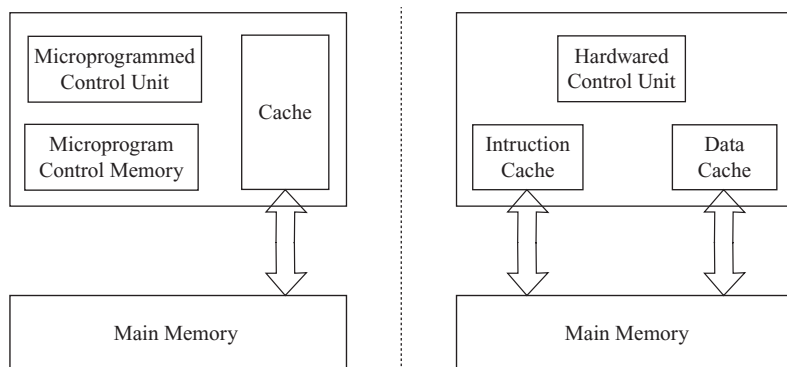 Microprogrammed
Control Unit
Microprogram
Control Memory
Cache
Main Memory
Hardwared
Control Unit
Intruction
Cache
Data
Cache
Main Memory